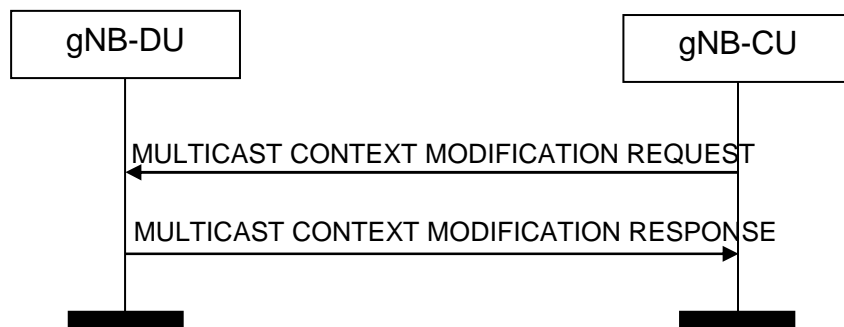 gNB-DU
gNB-CU
MULTICAST CONTEXT MODIFICATION REQUEST
MULTICAST CONTEXT MODIFICATION RESPONSE